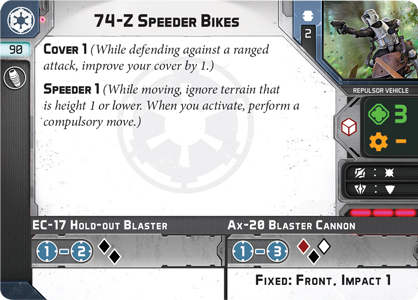 74-Z Speeder Bikes
2
90
Cover 1 (While defending against a ranged
attack, improve your cover by 1.)
Speeder 1 (While moving, ignore terrain that
is height 1 or lower. When you activate, perform a
compulsory move.)
Repulsor Vehicle
3
-
:
:
EC-17 Hold-out Blaster
1 - 2
Ax-20 Blaster Cannon
1 - 3
Fixed: Front, Impact 1